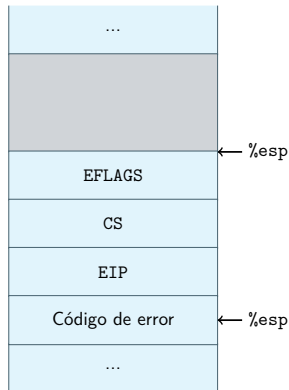 ...
%esp
EFLAGS
CS
EIP
Código de error
%esp
...